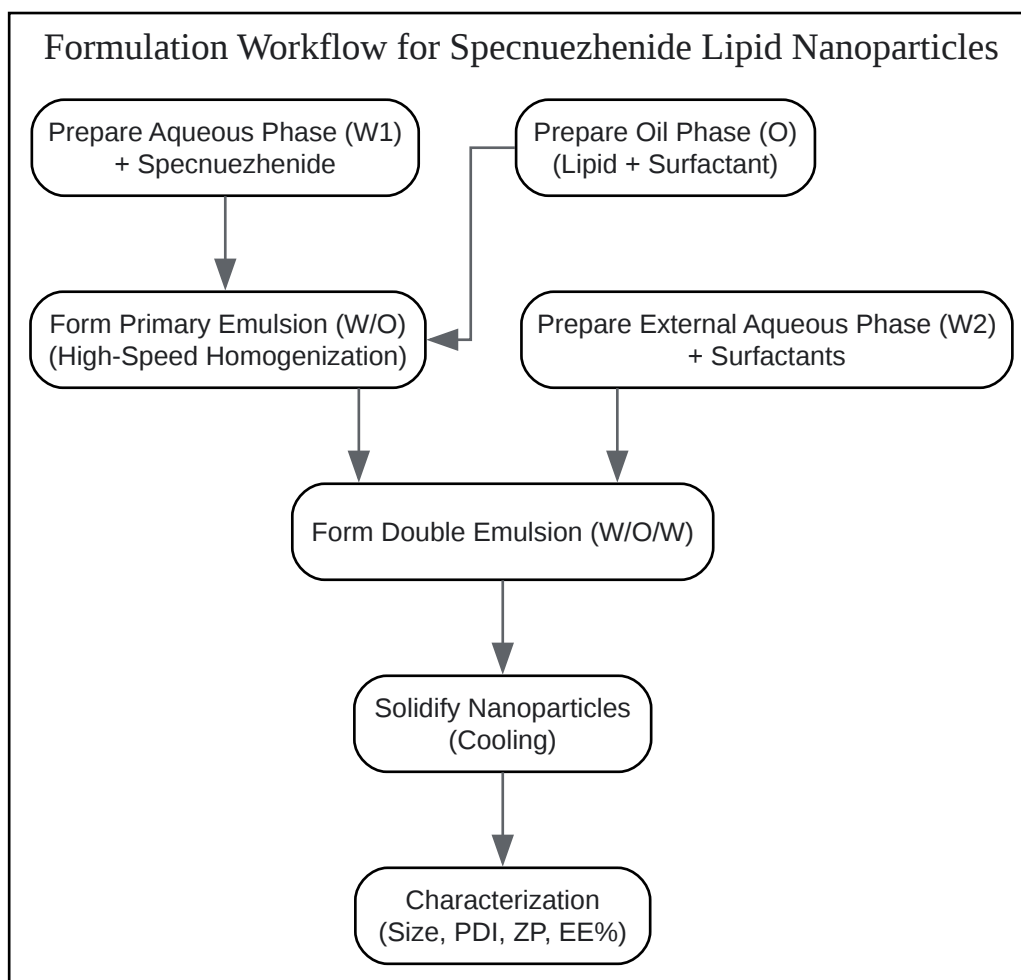 Formulation Workflow for Specnuezhenide Lipid Nanoparticles
Prepare Aqueous Phase (W1)
+ Specnuezhenide
Prepare Oil Phase (O)
(Lipid + Surfactant)
Form Primary Emulsion (W/O)
(High-Speed Homogenization)
Prepare External Aqueous Phase (W2)
+ Surfactants
Form Double Emulsion (W/O/W)
Solidify Nanoparticles
(Cooling)
Characterization
(Size, PDI, ZP, EE%)